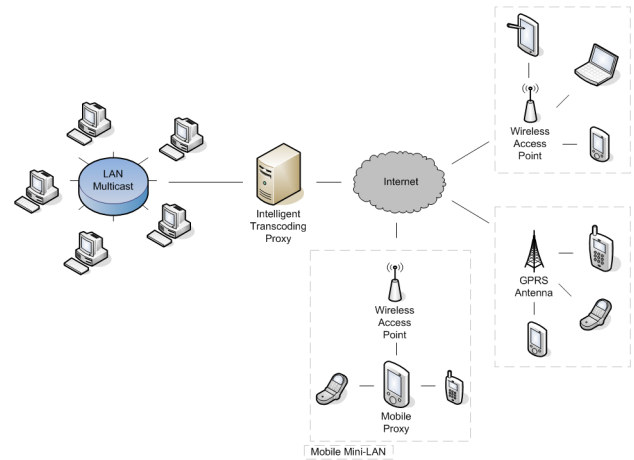 LAN
Multicast
Intelligent
Transcoding
Proxy
Internet
Wireless
Access
Point
GPRS
Antenna
Wireless
Access
Point
Mobile
Proxy
Mobile Mini-LAN